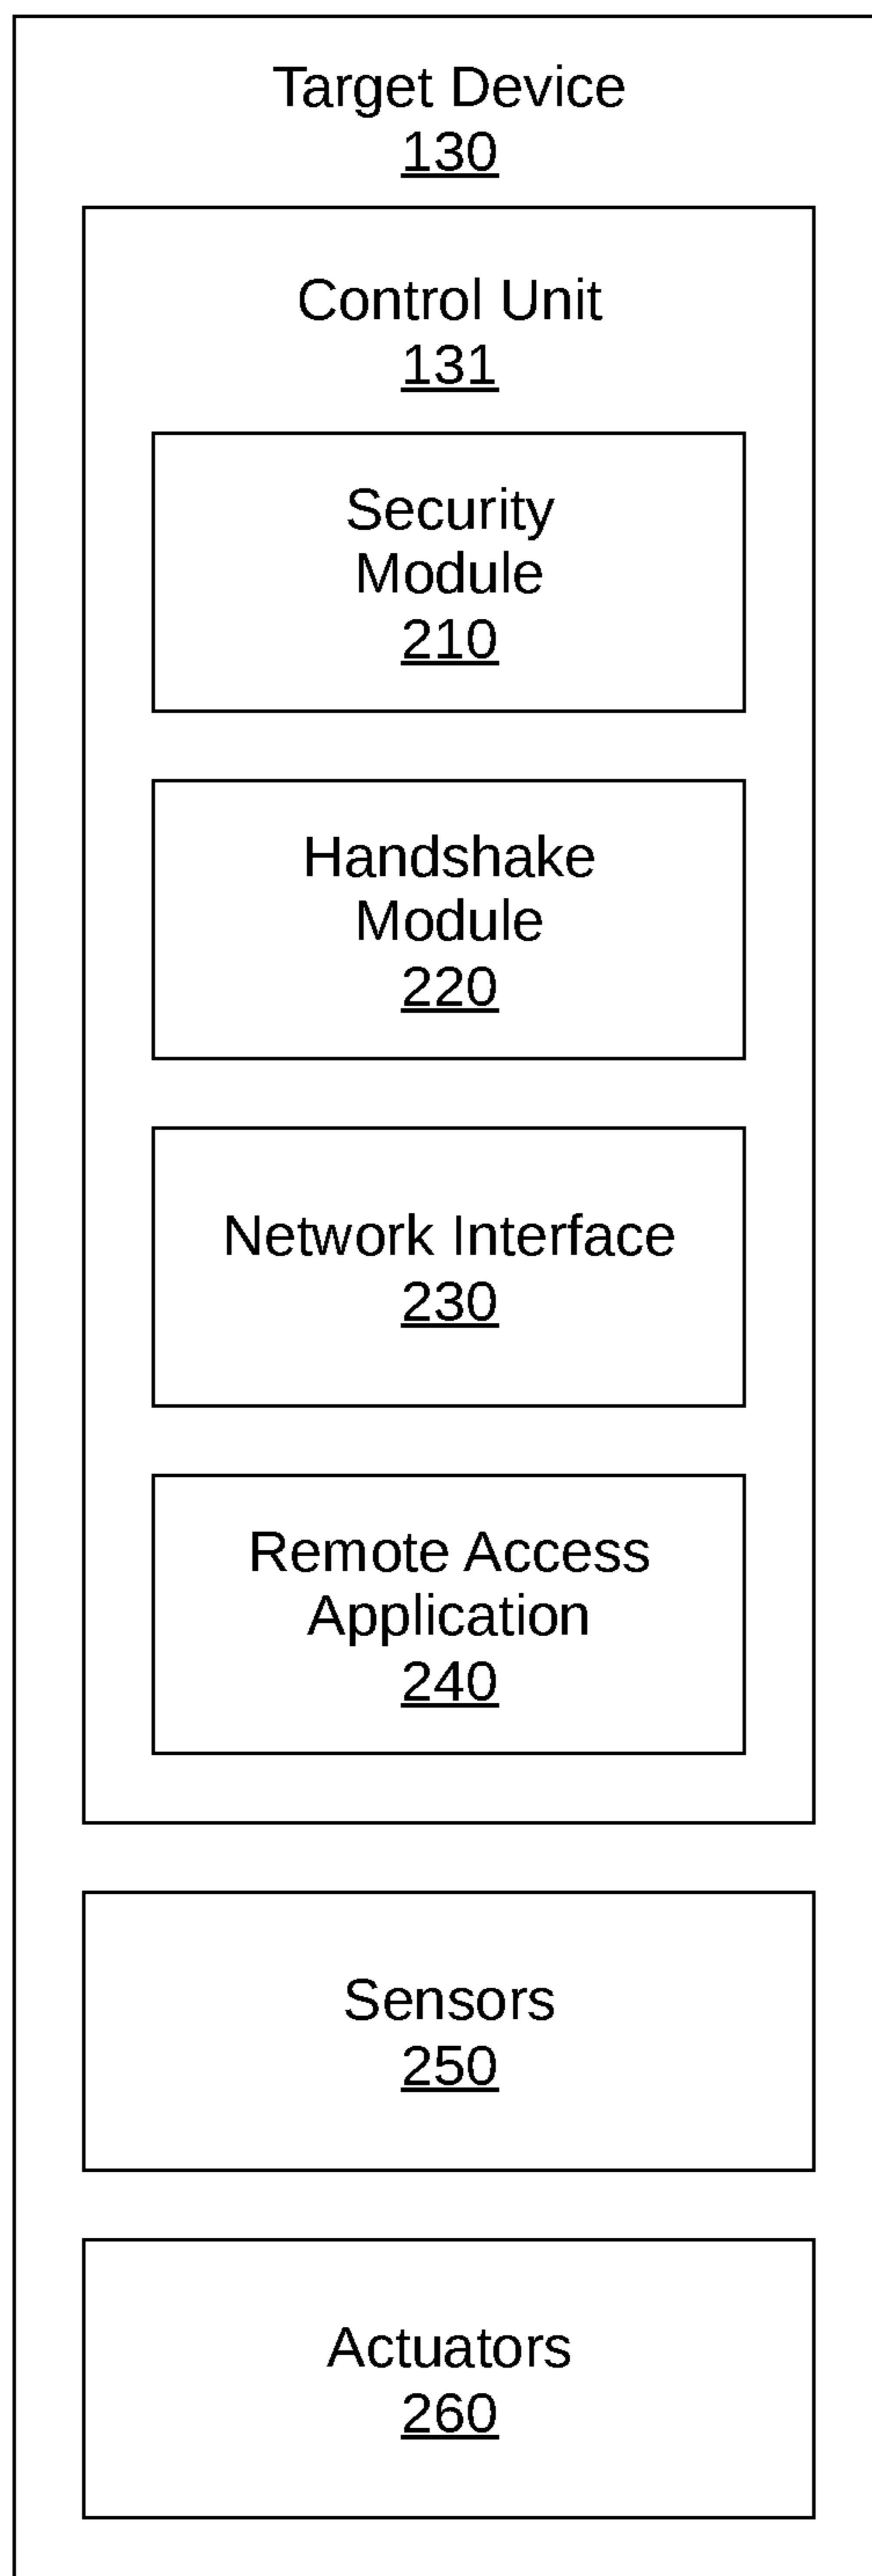 Target Device
130
Control Unit
131
Security
Module
210
Handshake
Module
220
Network Interface
230
Remote Access
Application
240
Sensors
250
Actuators
260